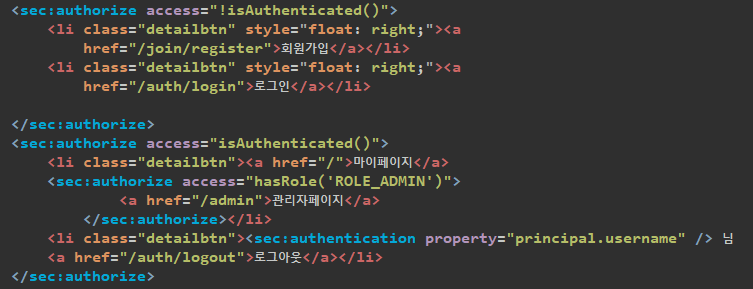 <sec:authorize access="!isAuthenticated()">
<li class="detailbtn" style="float: right;"><a
href="/join/register">회원가입</a></li>
<li class="detailbtn" style="float: right;"><a
href="/auth/login">로그인</a></li>
</sec:authorize>
<sec:authorize access="isAuthenticated()">
<li class="detailbtn"><a href="/">마이페이지</a>
<sec:authorize access="hasRole('ROLE_ADMIN')">
<a href="/admin">관리자페이지</a>
</sec:authorize></li>
<li class="detailbtn"><sec:authentication property="principal.username" /> 님
<a href="/auth/logout">로그아웃</a></li>
</sec:authorize>